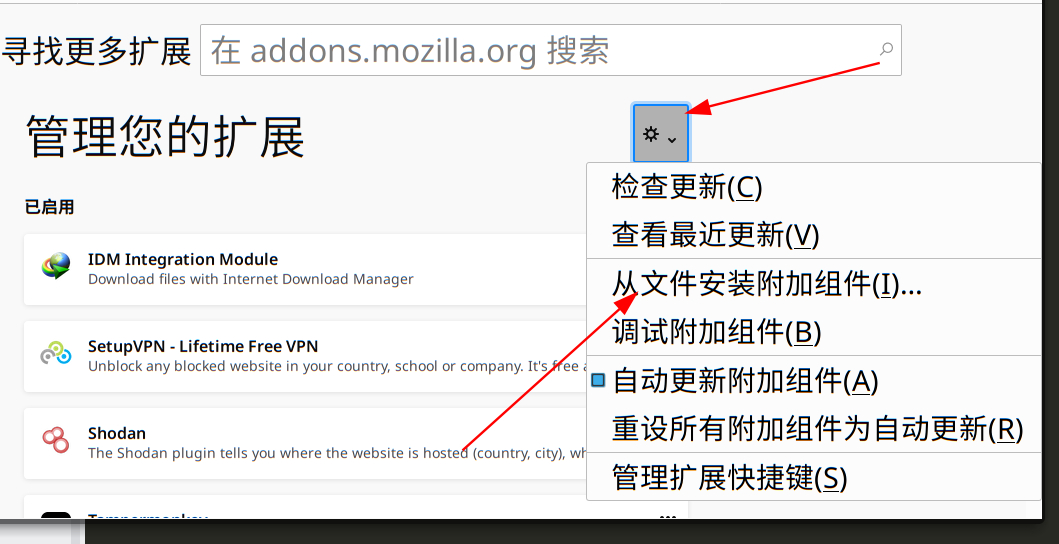 寻找更多扩展
在 addons.mozilla.org 搜索
管理您的扩展
已启用
IDM Integration Module
Download files with Internet Download Manager
SetupVPN - Lifetime Free VPN
Unblock any blocked website in your country, school or company. It's free
Shodan
The Shodan plugin tells you where the website is hosted (country, city),
检查更新(C)
查看最近更新(V)
从文件安装附加组件(I)...
调试附加组件(B)
自动更新附加组件(A)
重设所有附加组件为自动更新(R)
管理扩展快捷键(S)